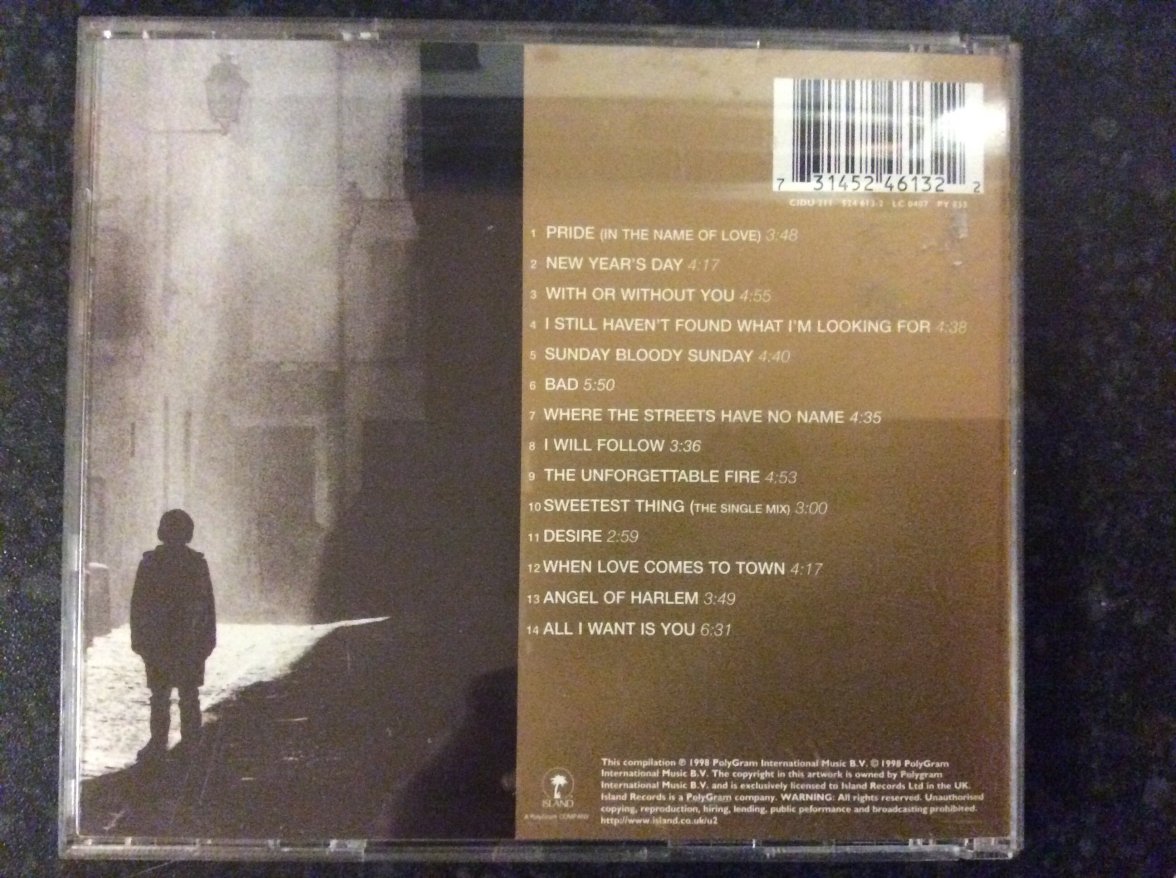 7 31452 46132 2
CIDU 211 524 613-2 LC 0407 PY 833
1 PRIDE (IN THE NAME OF LOVE) 3:48
2 NEW YEAR'S DAY 4:17
3 WITH OR WITHOUT YOU 4:55
4 I STILL HAVEN'T FOUND WHAT I'M LOOKING FOR 4:38
5 SUNDAY BLOODY SUNDAY 4:40
6 BAD 5:50
7 WHERE THE STREETS HAVE NO NAME 4:35
8 I WILL FOLLOW 3:36
9 THE UNFORGETTABLE FIRE 4:53
10 SWEETEST THING (THE SINGLE MIX) 3:00
11 DESIRE 2:59
12 WHEN LOVE COMES TO TOWN 4:17
13 ANGEL OF HARLEM 3:49
14 ALL I WANT IS YOU 6:31
This compilation ℗ 1998 PolyGram International Music B.V. © 1998 PolyGram
International Music B.V. The copyright in this artwork is owned by Polygram
International Music B.V. and is exclusively licensed to Island Records Ltd in the UK.
Island Records is a PolyGram company. WARNING: All rights reserved. Unauthorised
copying, reproduction, hiring, lending, public peformance and broadcasting prohibited.
http://www.island.co.uk/u2
ISLAND
A PolyGram COMPANY